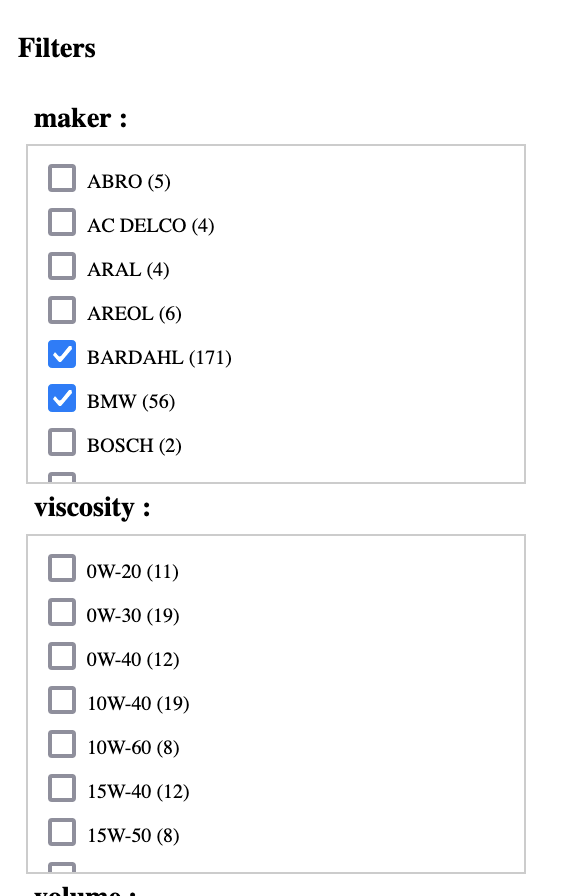 Filters
maker :
ABRO (5)
AC DELCO (4)
ARAL (4)
AREOL (6)
BARDAHL (171)
BMW (56)
BOSCH (2)
viscosity :
0W-20 (11)
0W-30 (19)
0W-40 (12)
10W-40 (19)
10W-60 (8)
15W-40 (12)
15W-50 (8)
volume :